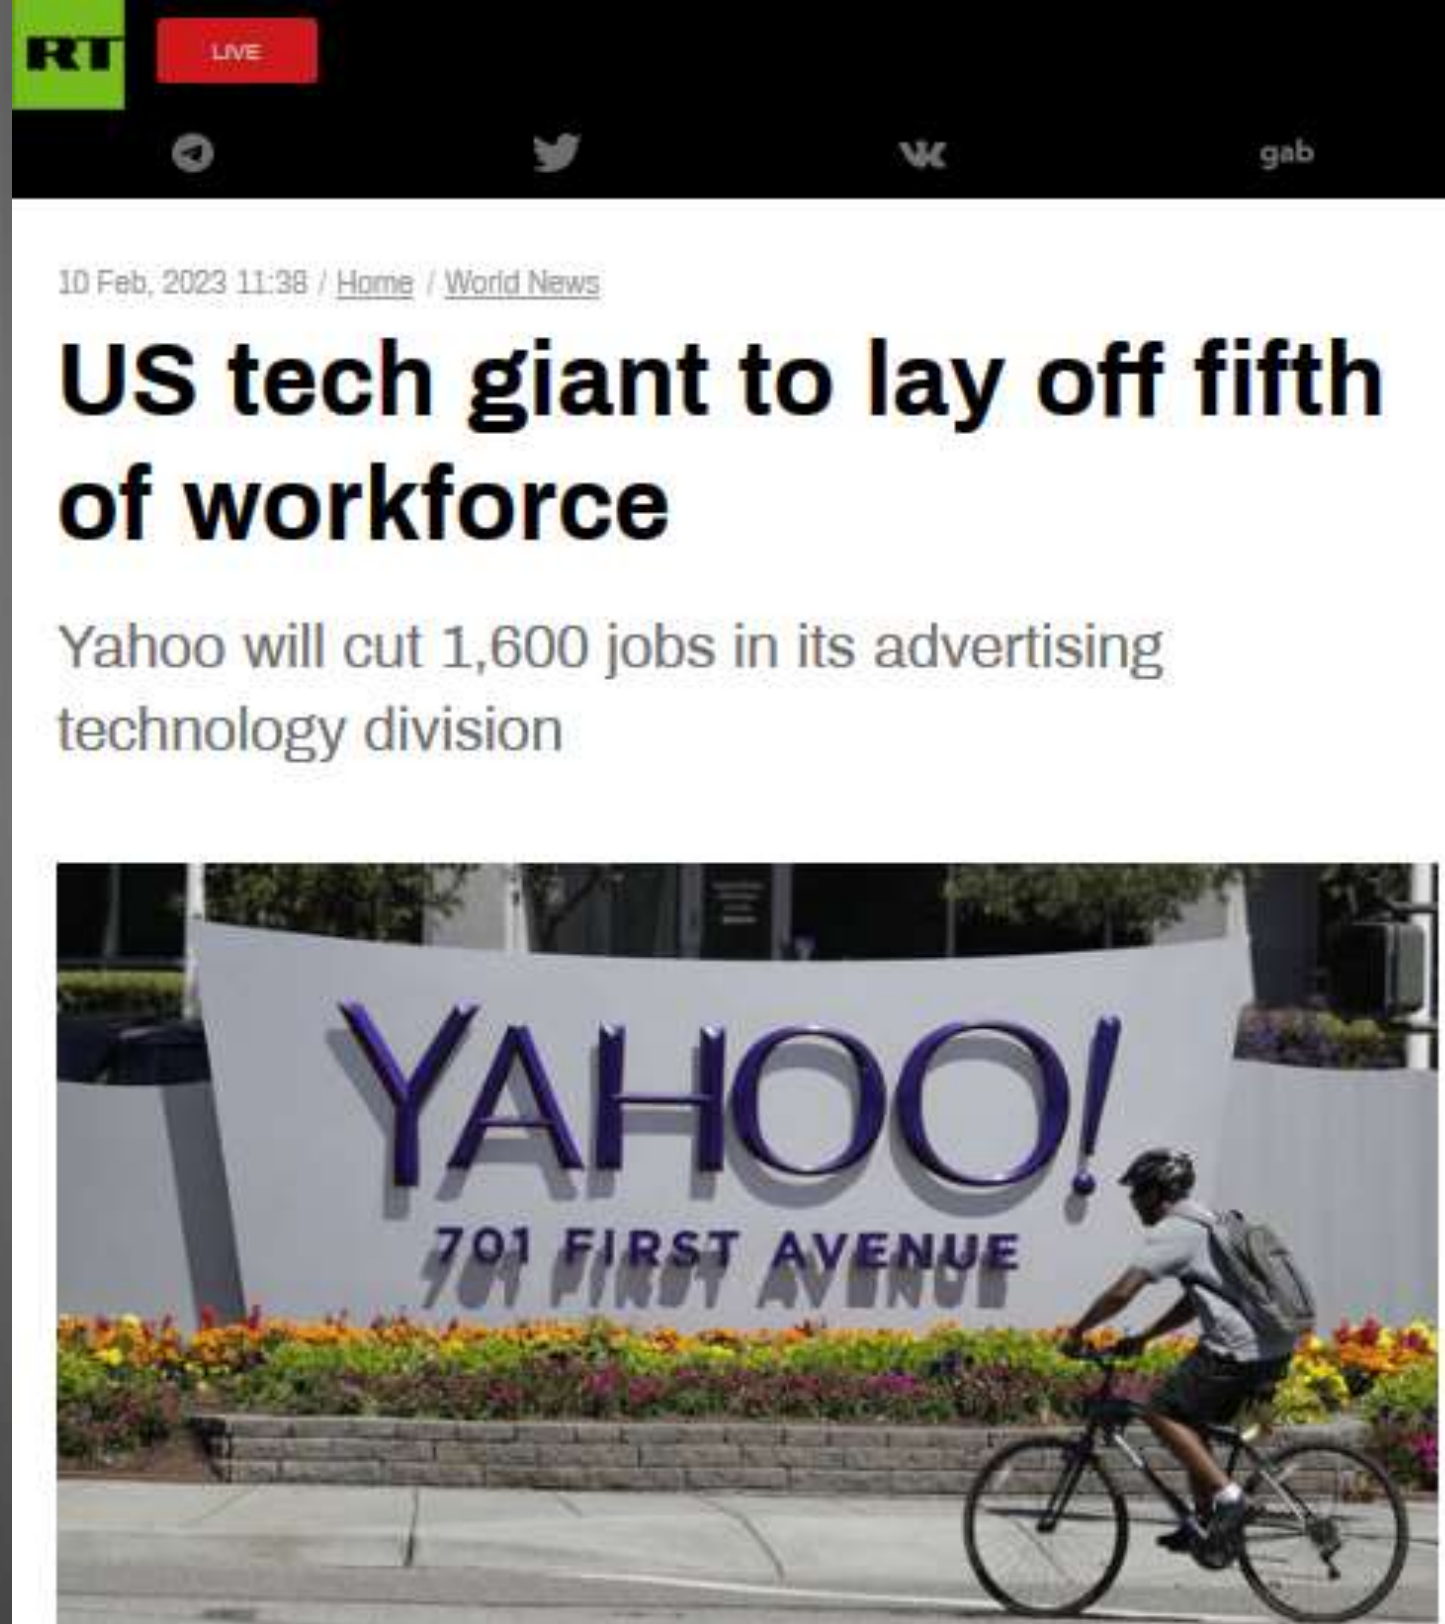 RT
LIVE
gab
10 Feb, 2023 11:38 / Home / World News
US tech giant to lay off fifth
of workforce
Yahoo will cut 1,600 jobs in its advertising
technology division
YAHOO!
701 FIRST AVENUE